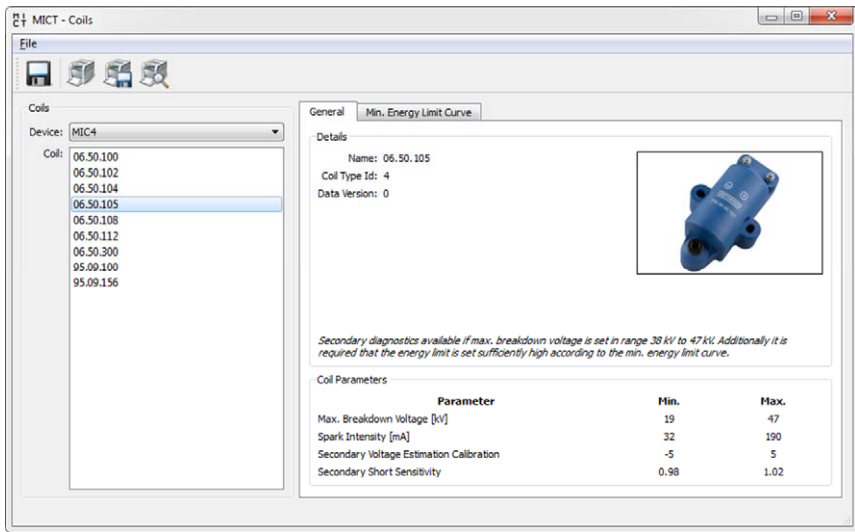 MICT - Coils
File
Coils
Device: MIC4
Coil:
06.50.100
06.50.102
06.50.104
06.50.105
06.50.108
06.50.112
06.50.300
95.09.100
95.09.156
General Min. Energy Limit Curve
Details
Name: 06.50.105
Coil Type Id: 4
Data Version: 0
Secondary diagnostics available if max. breakdown voltage is set in range 38 kV to 47 kV. Additionally it is
required that the energy limit is set sufficiently high according to the min. energy limit curve.
Coil Parameters
Parameter Min. Max.
Max. Breakdown Voltage [kV] 19 47
Spark Intensity [mA] 32 190
Secondary Voltage Estimation Calibration -5 5
Secondary Short Sensitivity 0.98 1.02